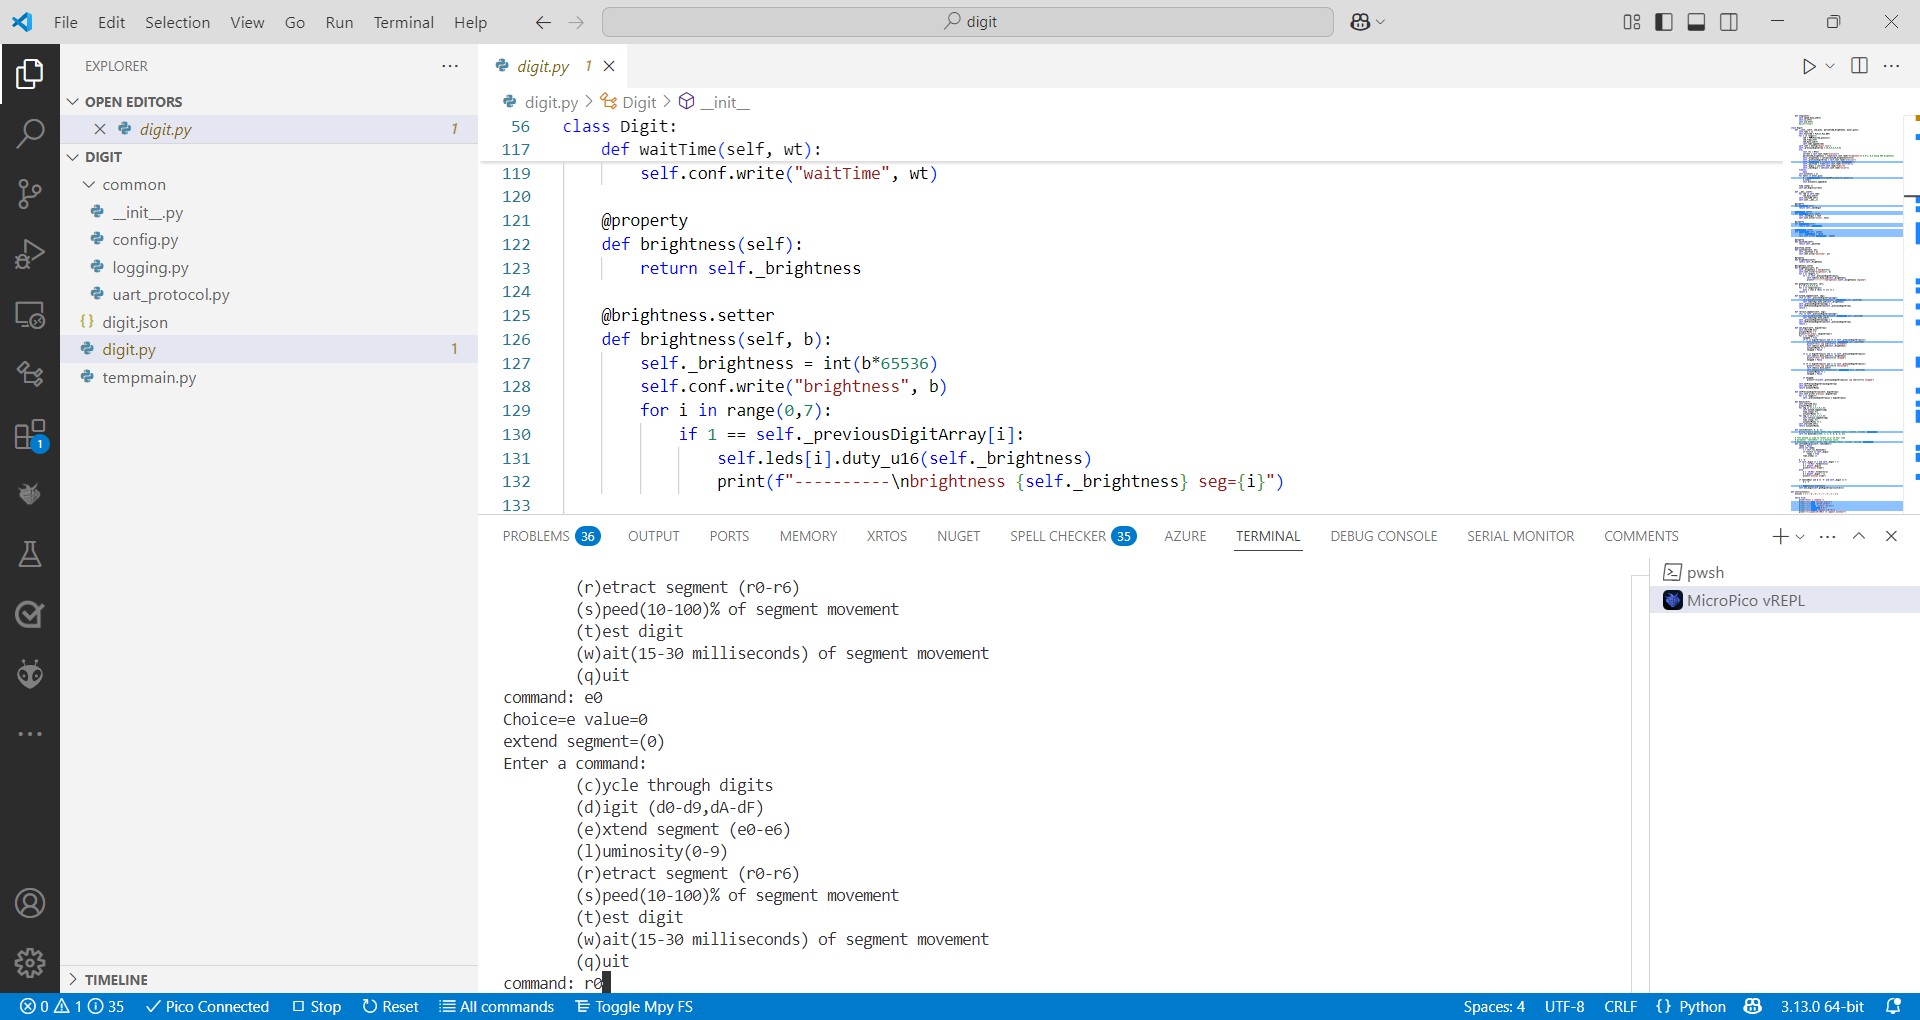 File Edit Selection View Go Run Terminal Help
digit
EXPLORER
OPEN EDITORS
digit.py 1
DIGIT
common
__init__.py
config.py
logging.py
uart_protocol.py
digit.json
digit.py 1
tempmain.py
TIMELINE
1
digit.py 1
digit.py > Digit > __init__
56 class Digit:
117 def waitTime(self, wt):
119 self.conf.write("waitTime", wt)
120
121 @property
122 def brightness(self):
123 return self._brightness
124
125 @brightness.setter
126 def brightness(self, b):
127 self._brightness = int(b*65536)
128 self.conf.write("brightness", b)
129 for i in range(0,7):
130 if 1 == self._previousDigitArray[i]:
131 self.leds[i].duty_u16(self._brightness)
132 print(f"----------\nbrightness {self._brightness} seg={i}")
133
PROBLEMS 36 OUTPUT PORTS MEMORY XRTOS NUGET SPELL CHECKER 35 AZURE TERMINAL DEBUG CONSOLE SERIAL MONITOR COMMENTS
(r)etract segment (r0-r6)
(s)peed(10-100)% of segment movement
(t)est digit
(w)ait(15-30 milliseconds) of segment movement
(q)uit
command: e0
Choice=e value=0
extend segment=(0)
Enter a command:
(c)ycle through digits
(d)igit (d0-d9,dA-dF)
(e)xtend segment (e0-e6)
(l)uminosity(0-9)
(r)etract segment (r0-r6)
(s)peed(10-100)% of segment movement
(t)est digit
(w)ait(15-30 milliseconds) of segment movement
(q)uit
command: r0
pwsh
MicroPico vREPL
0 1 35 Pico Connected Stop Reset All commands Toggle Mpy FS Spaces: 4 UTF-8 CRLF {} Python 3.13.0 64-bit